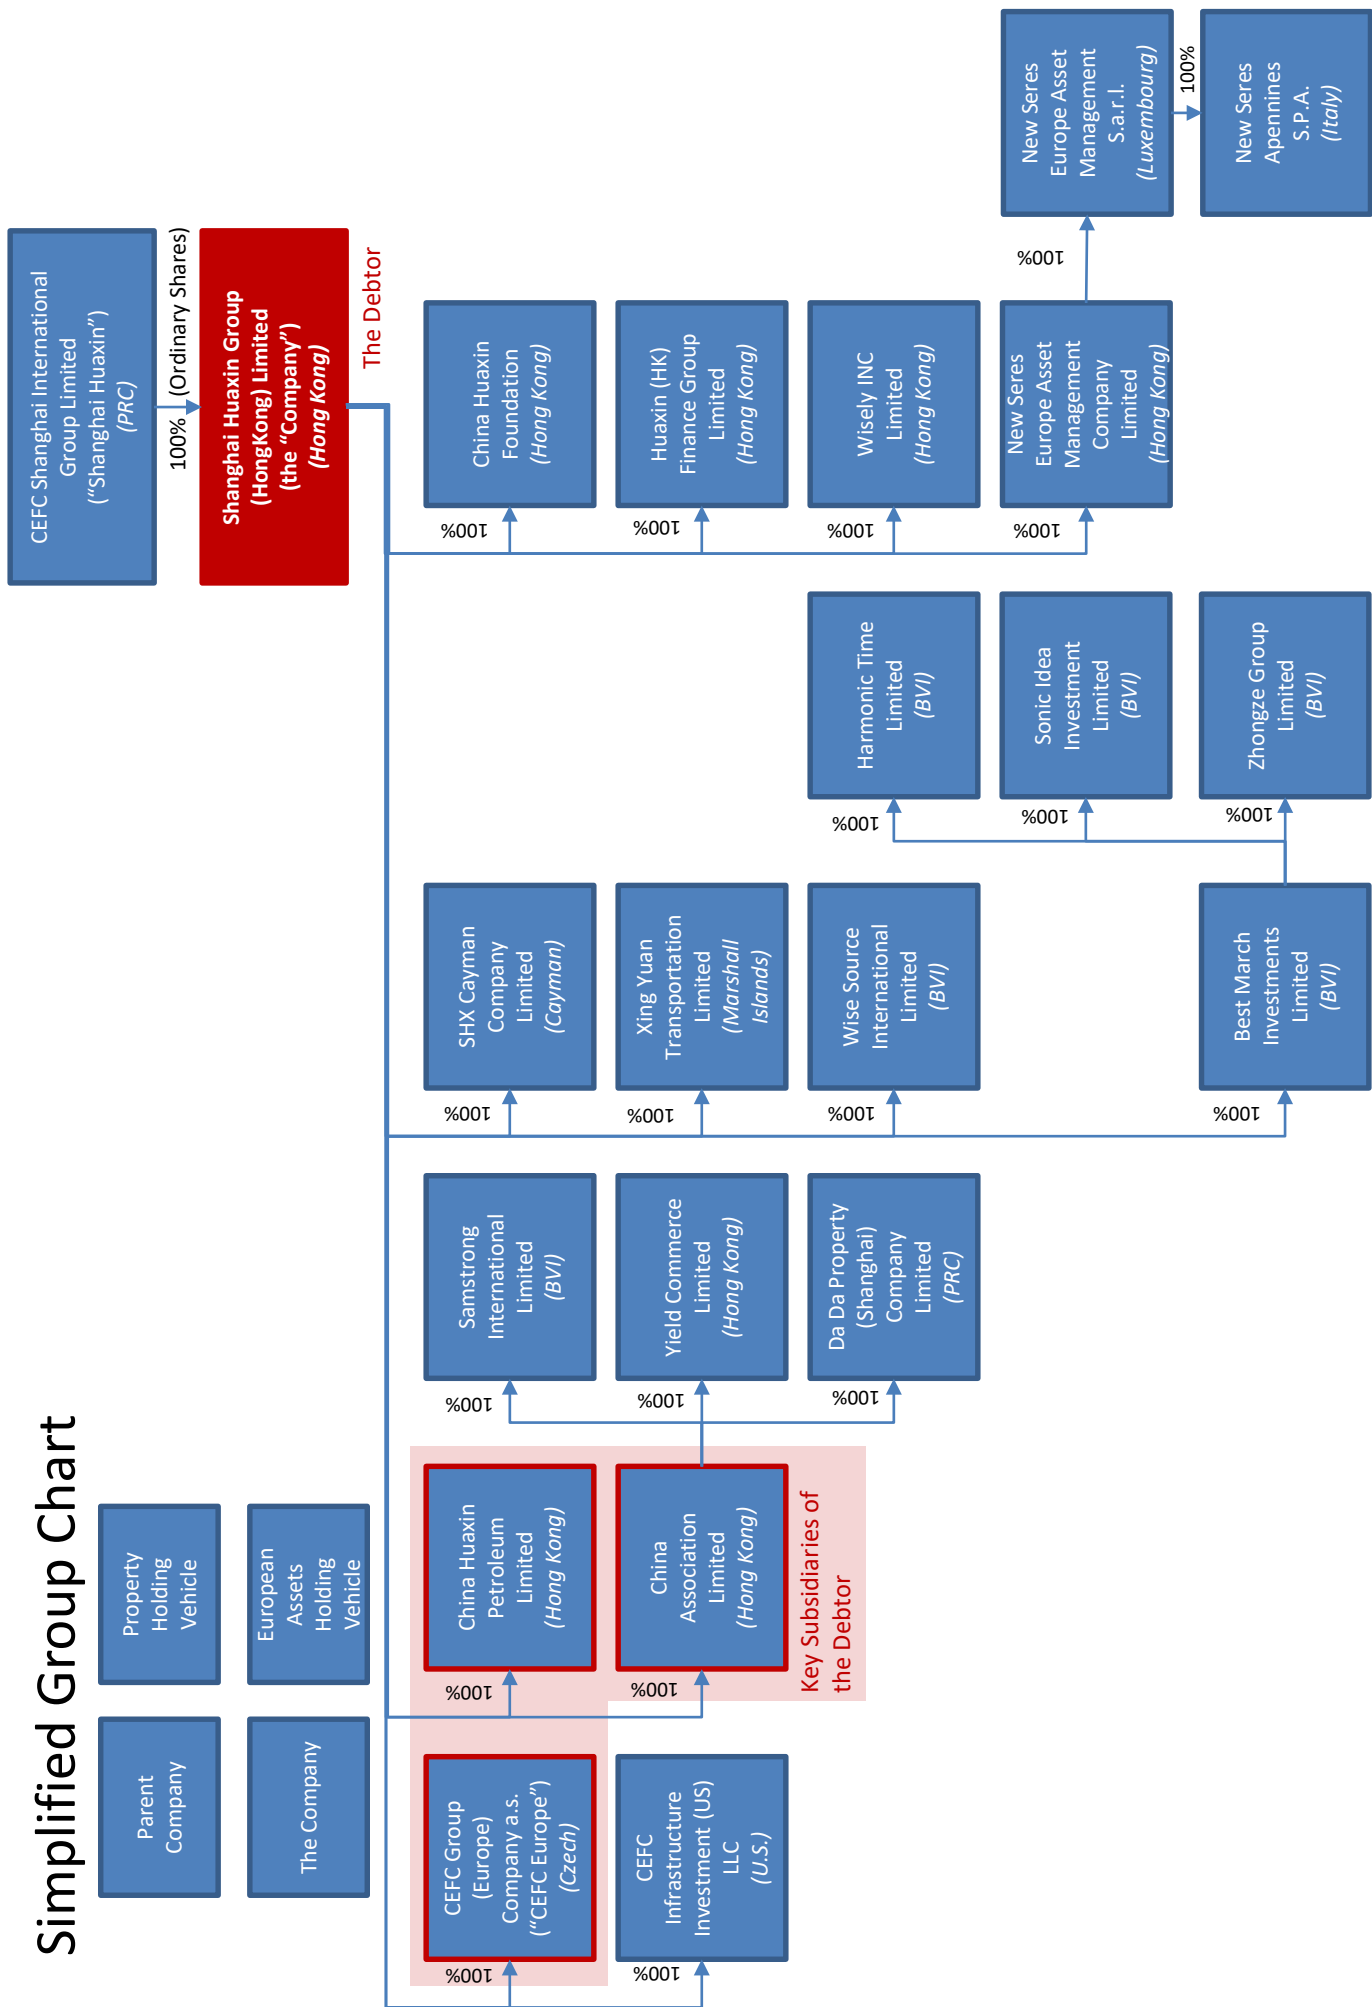 Simplified Group Chart
Parent
Company
Property
Holding
Vehicle
The Company
European
Assets
Holding
Vehicle
CEFC Shanghai International
Group Limited
(“Shanghai Huaxin”)
(PRC)
100%
(Ordinary Shares)
Shanghai Huaxin Group
(HongKong) Limited
(the “Company”)
(Hong Kong)
The Debtor
100%
CEFC Group
(Europe)
Company a.s.
(“CEFC Europe”)
(Czech)
100%
CEFC
Infrastructure
Investment (US)
LLC
(U.S.)
100%
China Huaxin
Petroleum
Limited
(Hong Kong)
100%
China
Association
Limited
(Hong Kong)
Key Subsidiaries of
the Debtor
100%
Samstrong
International
Limited
(BVI)
100%
Yield Commerce
Limited
(Hong Kong)
100%
Da Da Property
(Shanghai)
Company
Limited
(PRC)
100%
SHX Cayman
Company
Limited
(Cayman)
100%
Xing Yuan
Transportation
Limited
(Marshall
Islands)
100%
Wise Source
International
Limited
(BVI)
100%
Best March
Investments
Limited
(BVI)
100%
Harmonic Time
Limited
(BVI)
100%
Sonic Idea
Investment
Limited
(BVI)
100%
Zhongze Group
Limited
(BVI)
100%
China Huaxin
Foundation
(Hong Kong)
100%
Huaxin (HK)
Finance Group
Limited
(Hong Kong)
100%
Wisely INC
Limited
(Hong Kong)
100%
New Seres
Europe Asset
Management
Company
Limited
(Hong Kong)
100%
New Seres
Europe Asset
Management
S.a.r.l.
(Luxembourg)
100%
New Seres
Apennines
S.P.A.
(Italy)